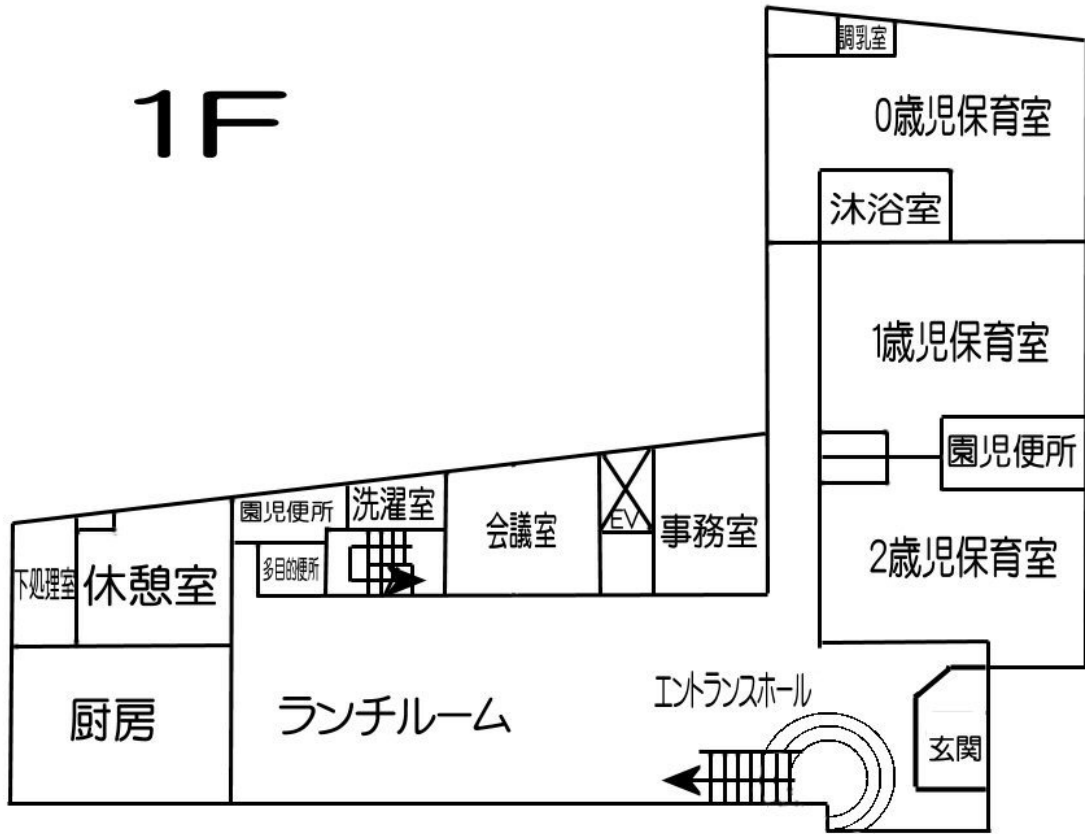 1F
調乳室
0歳児保育室
沐浴室
1歳児保育室
園児便所
2歳児保育室
園児便所
洗濯室
会議室
EV
事務室
下処理室
休憩室
多目的便所
厨房
ランチルーム
エントランスホール
玄関